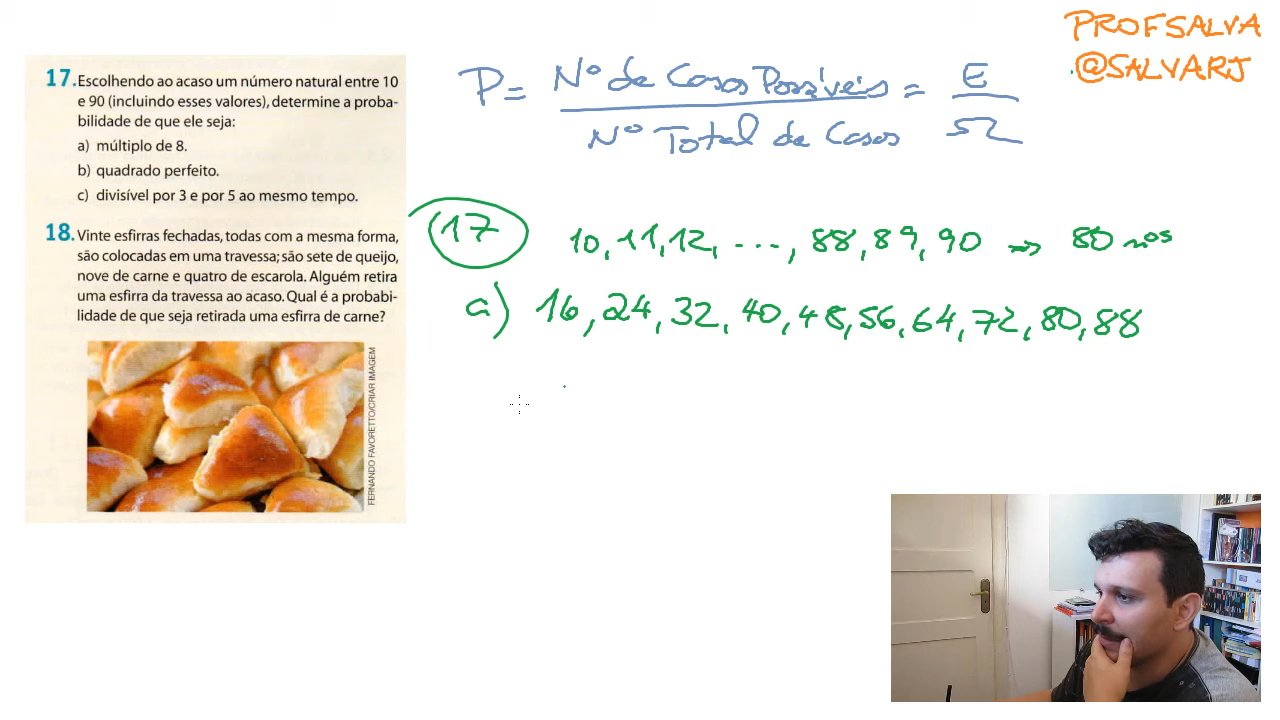 PROFSALVA
@SALVARJ
17. Escolhendo ao acaso um número natural entre 10
e 90 (incluindo esses valores), determine a proba-
bilidade de que ele seja:
a) múltiplo de 8.
b) quadrado perfeito.
c) divisível por 3 e por 5 ao mesmo tempo.
18. Vinte esfirras fechadas, todas com a mesma forma,
são colocadas em uma travessa; são sete de queijo,
nove de carne e quatro de escarola. Alguém retira
uma esfirra da travessa ao acaso. Qual é a probabi-
lidade de que seja retirada uma esfirra de carne?
FERNANDO FAVORETTO/CRIAR IMAGEM
P = Nº de Casos Possíveis / Nº Total de Casos = E / Ω
17 10, 11, 12, ..., 88, 89, 90 => 80 nos
a) 16, 24, 32, 40, 48, 56, 64, 72, 80, 88